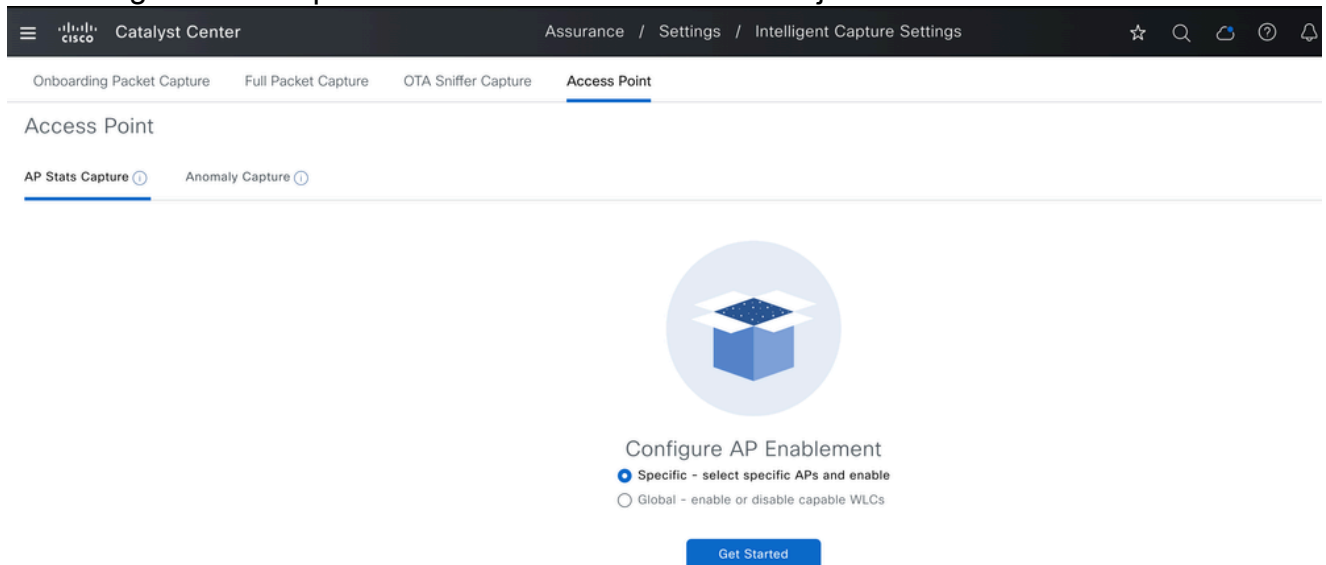 cisco Catalyst Center Assurance / Settings / Intelligent Capture Settings
Onboarding Packet Capture Full Packet Capture OTA Sniffer Capture Access Point
Access Point
AP Stats Capture Anomaly Capture
Configure AP Enablement
Specific - select specific APs and enable
Global - enable or disable capable WLCs
Get Started